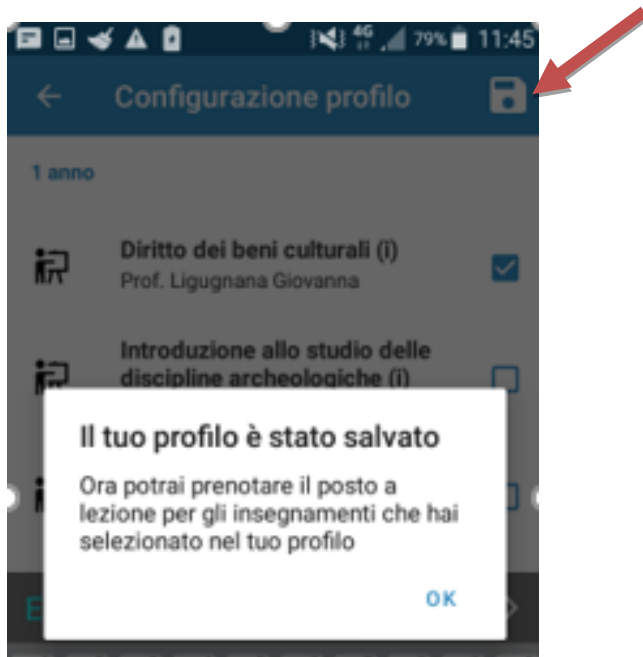 4G 79% 11:45
Configurazione profilo
1 anno
Diritto dei beni culturali (i)
Prof. Ligugnana Giovanna
Introduzione allo studio delle
discipline archeologiche (i)
Il tuo profilo è stato salvato
Ora potrai prenotare il posto a
lezione per gli insegnamenti che hai
selezionato nel tuo profilo
OK